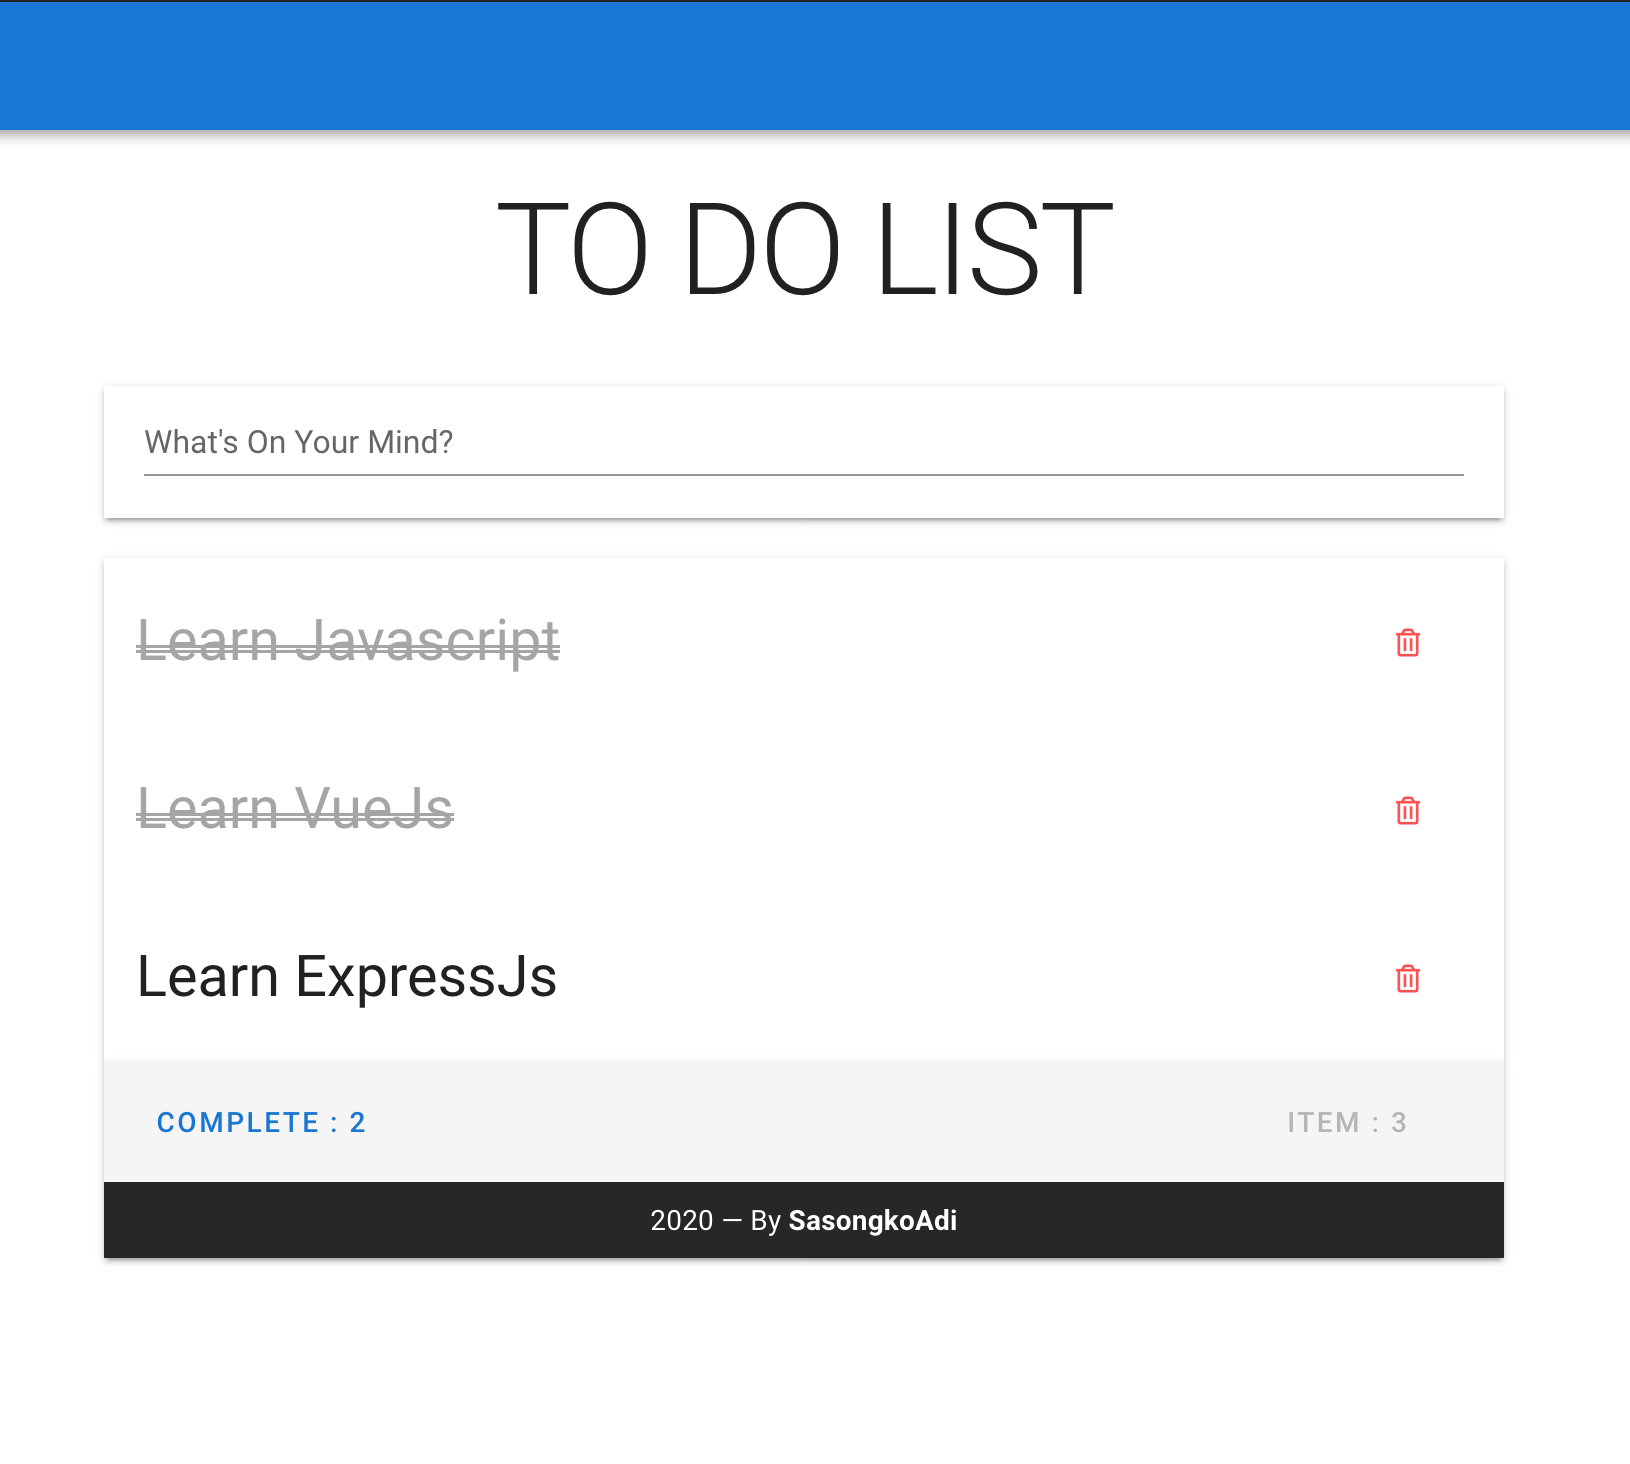 TO DO LIST
What's On Your Mind?
Learn Javascript
Learn VueJs
Learn ExpressJs
COMPLETE : 2
ITEM : 3
2020 — By SasongkoAdi